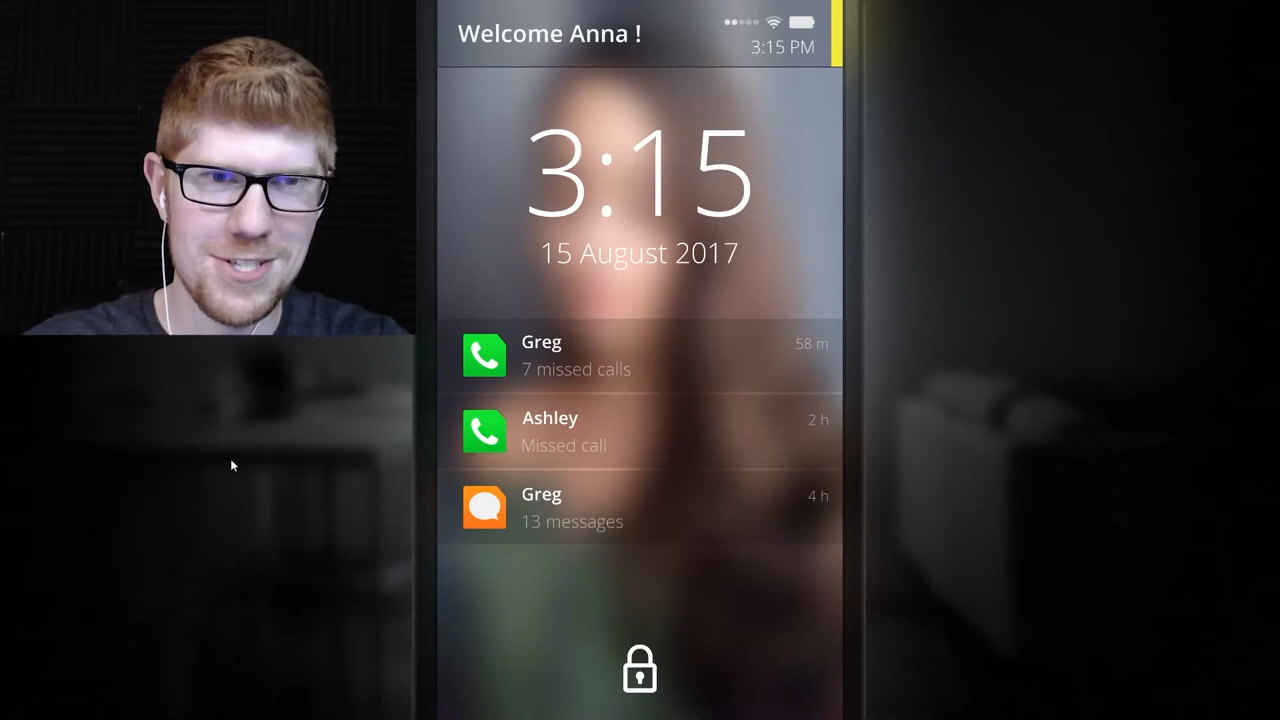 Welcome Anna !
3:15 PM
3:15
15 August 2017
Greg
58 m
7 missed calls
Ashley
2 h
Missed call
Greg
4 h
13 messages